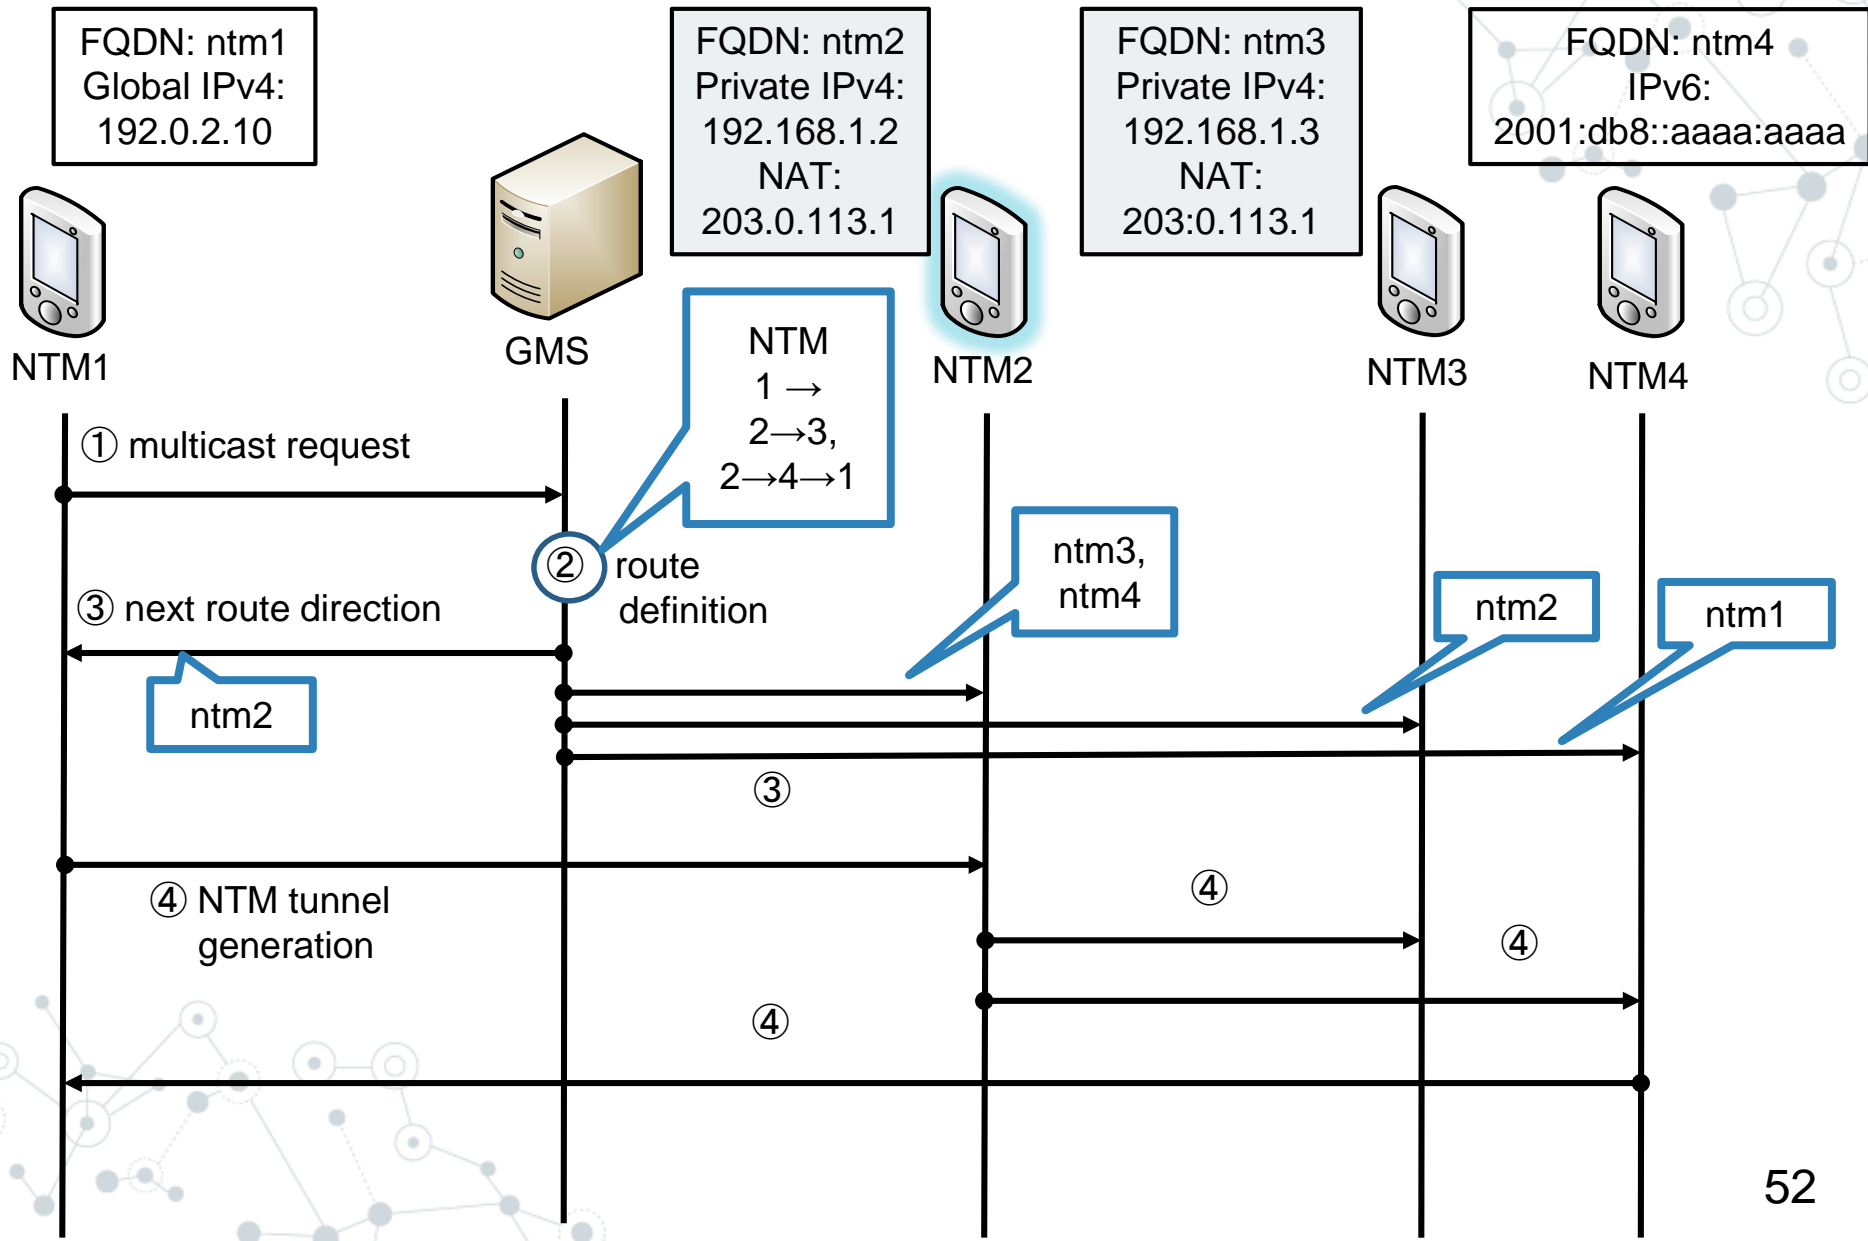 FQDN: ntm1
Global IPv4:
192.0.2.10
FQDN: ntm2
Private IPv4:
192.168.1.2
NAT:
203.0.113.1
FQDN: ntm3
Private IPv4:
192.168.1.3
NAT:
203:0.113.1
FQDN: ntm4
IPv6:
2001:db8::aaaa:aaaa
NTM1
GMS
NTM2
NTM3
NTM4
NTM
1 →
2→3,
2→4→1
① multicast request
② route
definition
ntm3,
ntm4
ntm2
ntm1
③ next route direction
ntm2
③
④ NTM tunnel
generation
④
④
④
52